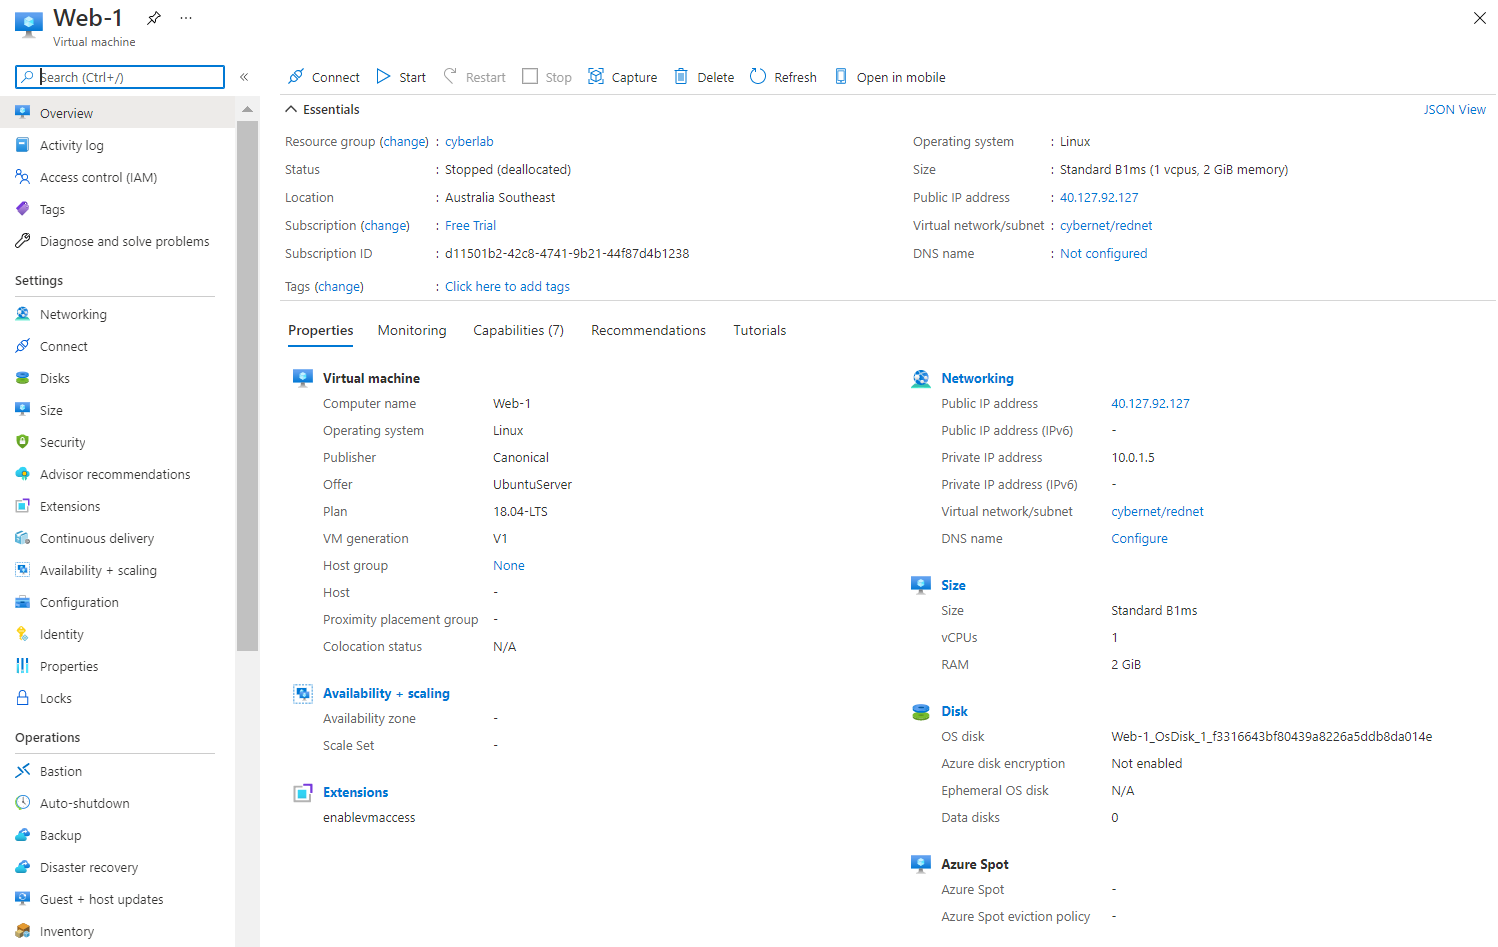 Web-1
Virtual machine
Search (Ctrl+/)
«
Overview
Activity log
Access control (IAM)
Tags
Diagnose and solve problems
Settings
Networking
Connect
Disks
Size
Security
Advisor recommendations
Extensions
Continuous delivery
Availability + scaling
Configuration
Identity
Properties
Locks
Operations
Bastion
Auto-shutdown
Backup
Disaster recovery
Guest + host updates
Inventory
Connect Start Restart Stop Capture Delete Refresh Open in mobile
Essentials
JSON View
Resource group (change) : cyberlab
Status : Stopped (deallocated)
Location : Australia Southeast
Subscription (change) : Free Trial
Subscription ID : d11501b2-42c8-4741-9b21-44f87d4b1238
Tags (change) : Click here to add tags
Operating system : Linux
Size : Standard B1ms (1 vcpus, 2 GiB memory)
Public IP address : 40.127.92.127
Virtual network/subnet : cybernet/rednet
DNS name : Not configured
Properties Monitoring Capabilities (7) Recommendations Tutorials
Virtual machine
Computer name Web-1
Operating system Linux
Publisher Canonical
Offer UbuntuServer
Plan 18.04-LTS
VM generation V1
Host group None
Host -
Proximity placement group -
Colocation status N/A
Availability + scaling
Availability zone -
Scale Set -
Extensions
enablevmaccess
Networking
Public IP address 40.127.92.127
Public IP address (IPv6) -
Private IP address 10.0.1.5
Private IP address (IPv6) -
Virtual network/subnet cybernet/rednet
DNS name Configure
Size
Size Standard B1ms
vCPUs 1
RAM 2 GiB
Disk
OS disk Web-1_OsDisk_1_f3316643bf80439a8226a5ddb8da014e
Azure disk encryption Not enabled
Ephemeral OS disk N/A
Data disks 0
Azure Spot
Azure Spot -
Azure Spot eviction policy -